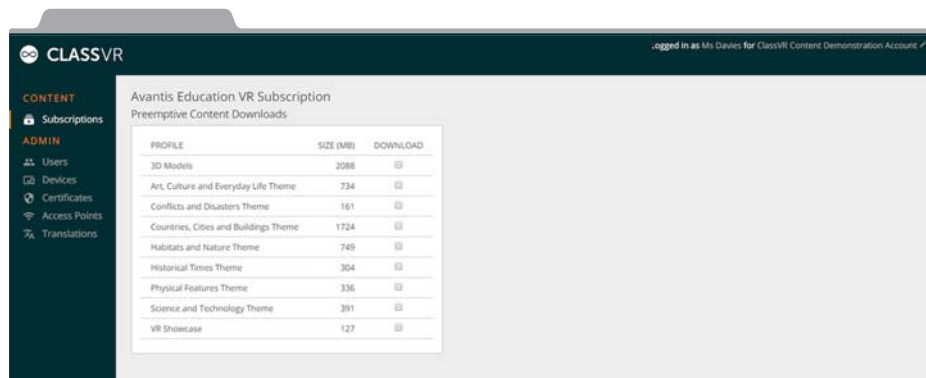 CLASSVR
.ogged in as Ms Davies for ClassVR Content Demonstration Account
CONTENT
Subscriptions
ADMIN
Users
Devices
Certificates
Access Points
Translations
Avantis Education VR Subscription
Preemptive Content Downloads
PROFILE SIZE (MB) DOWNLOAD
3D Models 2088
Art, Culture and Everyday Life Theme 734
Conflicts and Disasters Theme 161
Countries, Cities and Buildings Theme 1724
Habitats and Nature Theme 749
Historical Times Theme 304
Physical Features Theme 336
Science and Technology Theme 391
VR Showcase 127